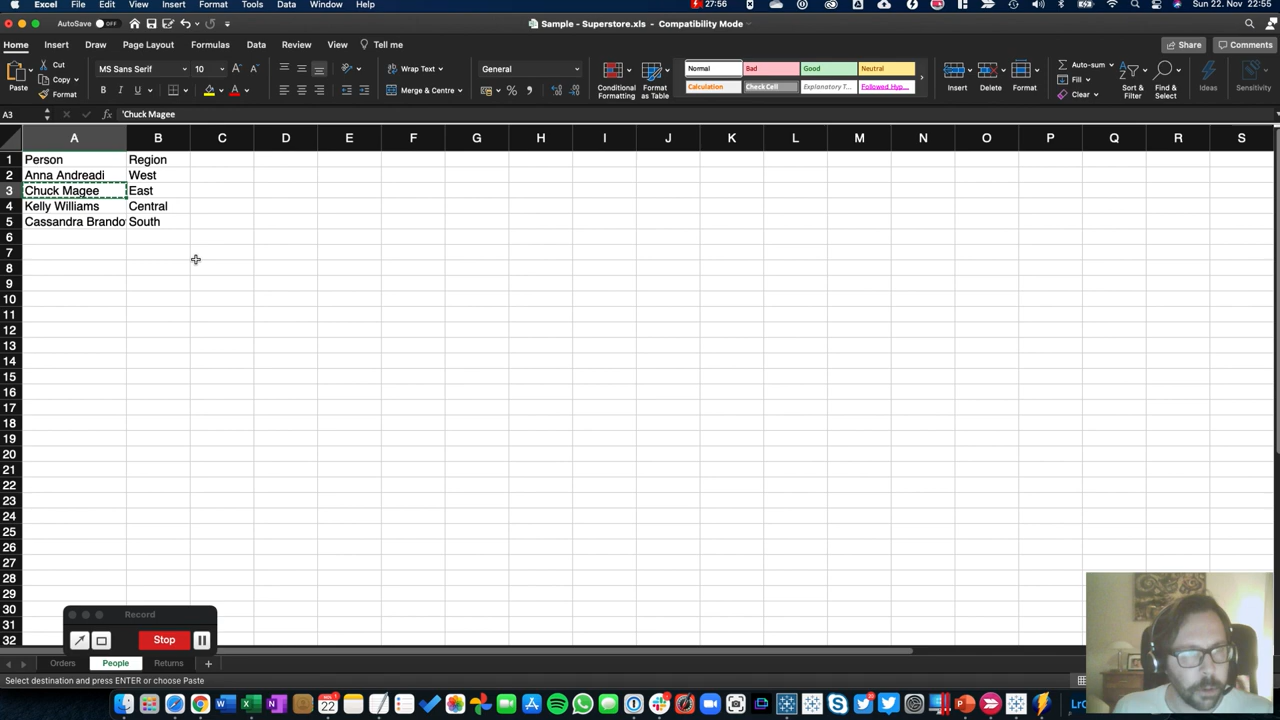 Excel File Edit View Insert Format Tools Data Window Help 27:56 Sun 22. Nov 22:55
AutoSave OFF Sample - Superstore.xls - Compatibility Mode
Home Insert Draw Page Layout Formulas Data Review View Tell me Share Comments
Paste Cut Copy Format
MS Sans Serif 10 Wrap Text General
Merge & Centre
Conditional Formatting Format as Table
Normal Bad Good Neutral
Calculation Check Cell Explanatory T... Followed Hyp...
Insert Delete Format
Auto-sum Fill Clear
Sort & Filter Find & Select Ideas Sensitivity
A3 fx 'Chuck Magee
A B C D E F G H I J K L M N O P Q R S
1 Person Region
2 Anna Andreadi West
3 Chuck Magee East
4 Kelly Williams Central
5 Cassandra Brando South
6
7
8
9
10
11
12
13
14
15
16
17
18
19
20
21
22
23
24
25
26
27
28
29
30
31
32
Record
Stop
Orders People Returns +
Select destination and press ENTER or choose Paste